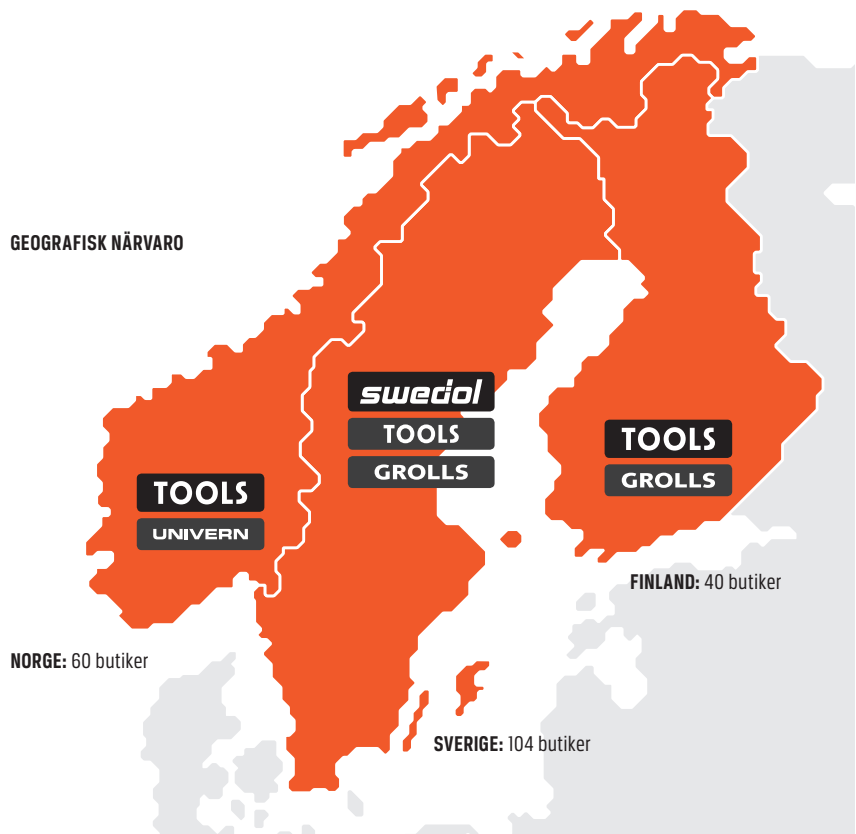 GEOGRAFISK NÄRVARO
swedol
TOOLS
GROLLS
TOOLS
GROLLS
TOOLS
UNIVERN
FINLAND: 40 butiker
NORGE: 60 butiker
SVERIGE: 104 butiker